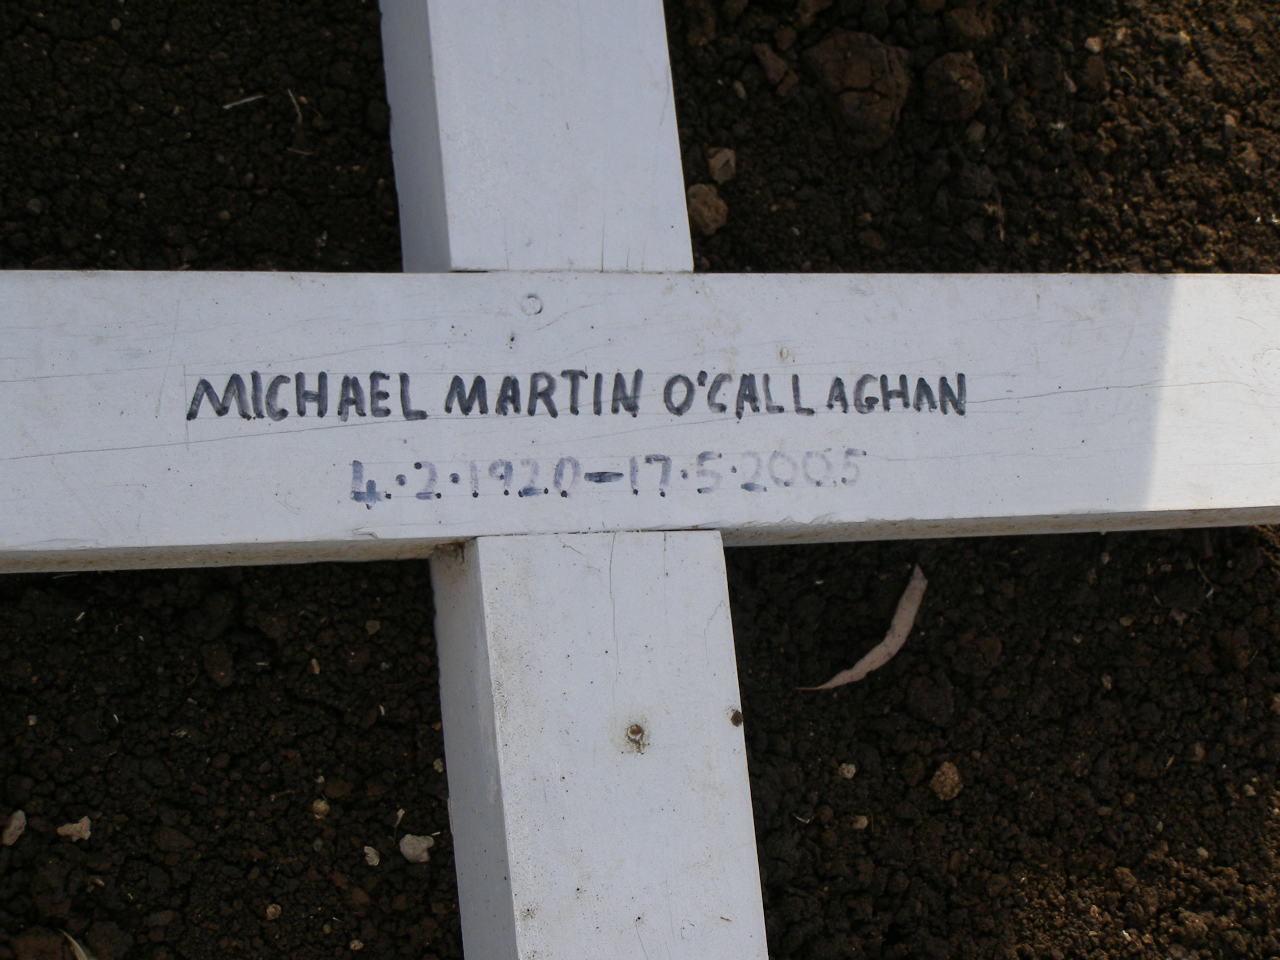 MICHAEL MARTIN O'CALLAGHAN
4.2.1920-17.5.2005